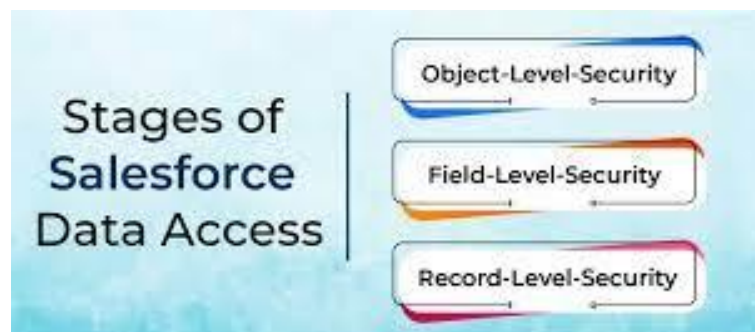 Stages of
Salesforce
Data Access
Object-Level-Security
Field-Level-Security
Record-Level-Security